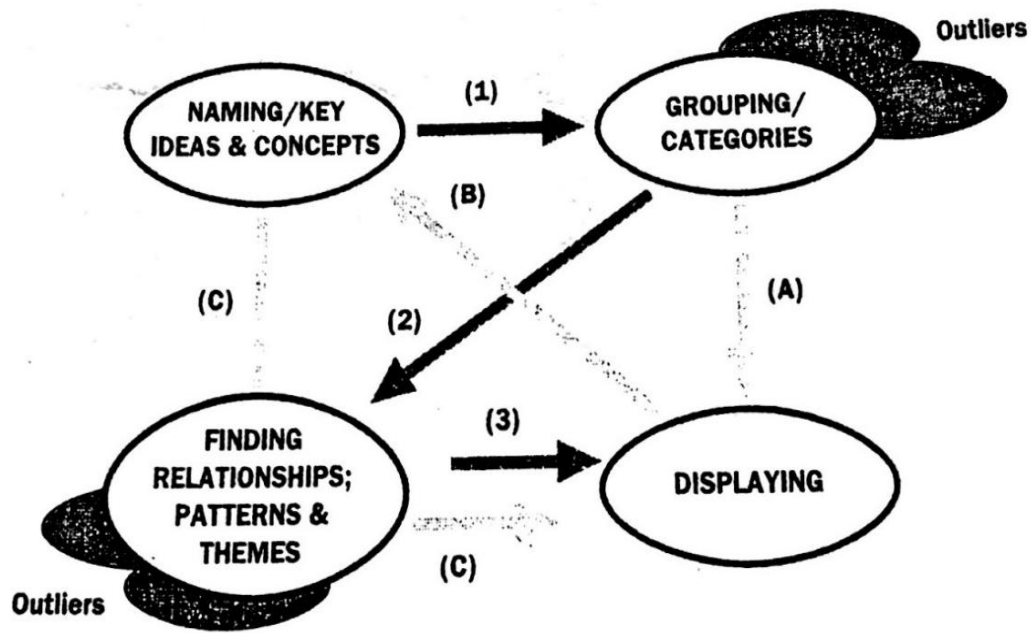 Outliers
NAMING/KEY
IDEAS & CONCEPTS
(1)
GROUPING/
CATEGORIES
(B)
(C)
(A)
(2)
FINDING
RELATIONSHIPS;
PATTERNS &
THEMES
(3)
DISPLAYING
(C)
Outliers